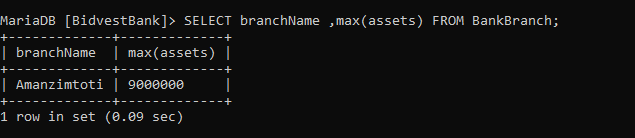 MariaDB [BidvestBank]> SELECT branchName ,max(assets) FROM BankBranch;
+------------+-------------+
| branchName | max(assets) |
+------------+-------------+
| Amanzimtoti | 9000000     |
+------------+-------------+
1 row in set (0.09 sec)